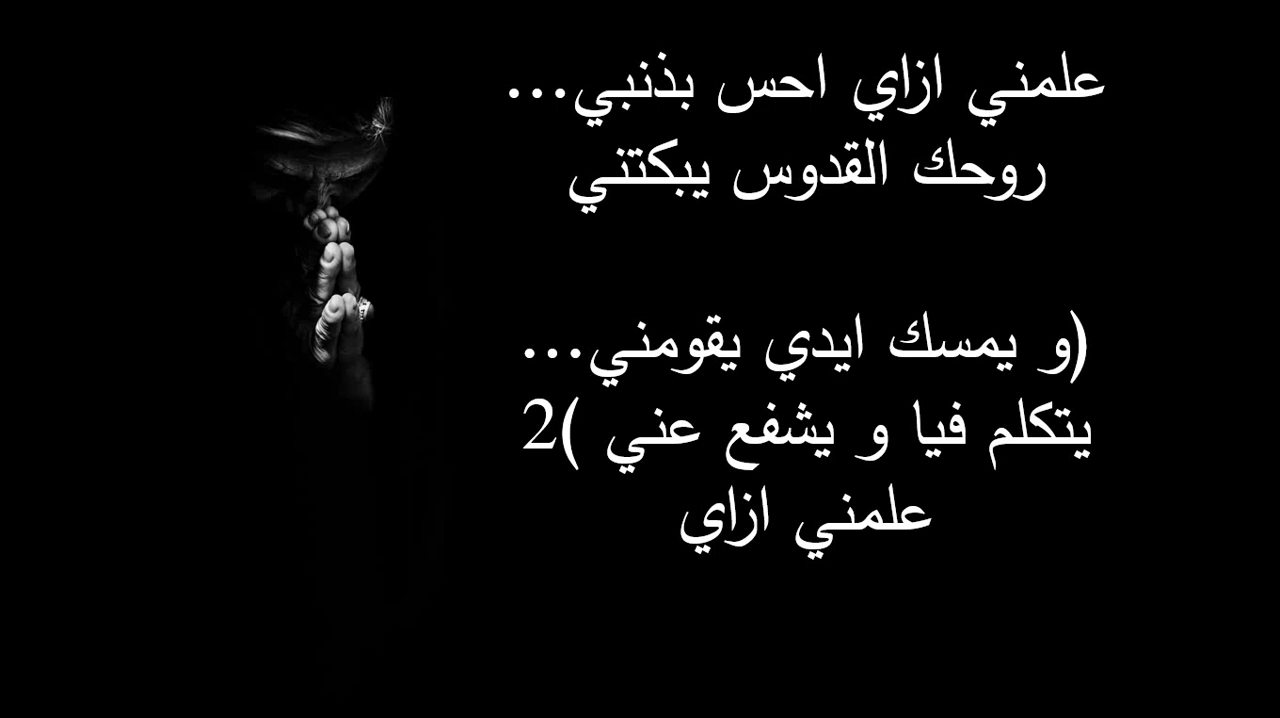 علمني ازاي احس بذنبي...
روحك القدوس يبكتني
(و يمسك ايدي يقومني...
يتكلم فيا و يشفع عني )2
علمني ازاي